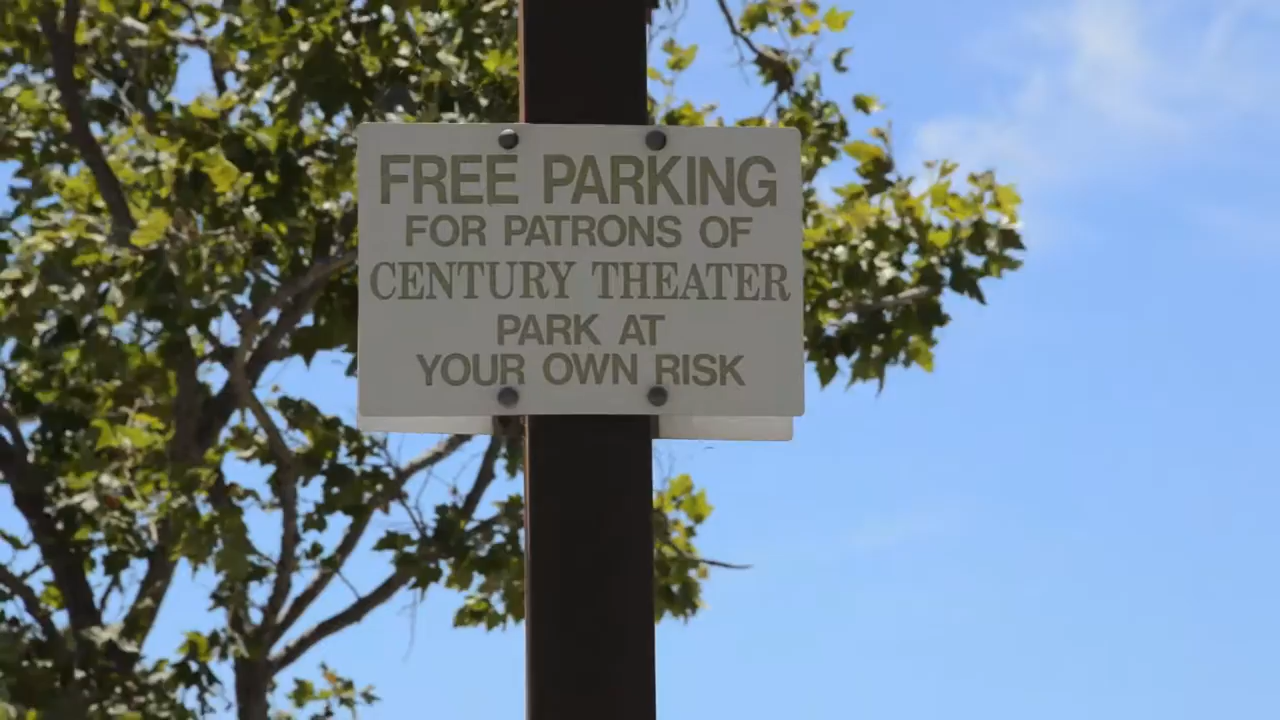 FREE PARKING
FOR PATRONS OF
CENTURY THEATER
PARK AT
YOUR OWN RISK